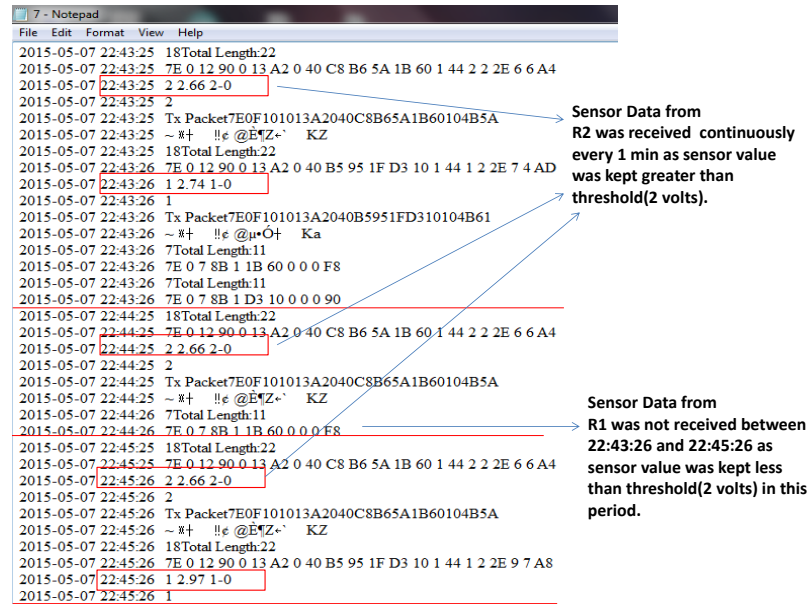 7 - Notepad
File Edit Format View Help
2015-05-07 22:43:25 18Total Length:22
2015-05-07 22:43:25 7E 0 12 90 0 13 A2 0 40 C8 B6 5A 1B 60 1 44 2 2 2E 6 6 A4
2015-05-07 22:43:25 2 2.66 2-0
2015-05-07 22:43:25 2
2015-05-07 22:43:25 Tx Packet7E0F101013A2040C8B65A1B60104B5A
2015-05-07 22:43:25 ~ ¤† ‼¢ @È¶Z←` KZ
2015-05-07 22:43:25 18Total Length:22
2015-05-07 22:43:26 7E 0 12 90 0 13 A2 0 40 B5 95 1F D3 10 1 44 1 2 2E 7 4 AD
2015-05-07 22:43:26 1 2.74 1-0
2015-05-07 22:43:26 1
2015-05-07 22:43:26 Tx Packet7E0F101013A2040B5951FD310104B61
2015-05-07 22:43:26 ~ ¤† ‼¢ @µ•Ó† Ka
2015-05-07 22:43:26 7Total Length:11
2015-05-07 22:43:26 7E 0 7 8B 1 1B 60 0 0 0 F8
2015-05-07 22:43:26 7Total Length:11
2015-05-07 22:43:26 7E 0 7 8B 1 D3 10 0 0 0 90
2015-05-07 22:44:25 18Total Length:22
2015-05-07 22:44:25 7E 0 12 90 0 13 A2 0 40 C8 B6 5A 1B 60 1 44 2 2 2E 6 6 A4
2015-05-07 22:44:25 2 2.66 2-0
2015-05-07 22:44:25 2
2015-05-07 22:44:25 Tx Packet7E0F101013A2040C8B65A1B60104B5A
2015-05-07 22:44:25 ~ ¤† ‼¢ @È¶Z←` KZ
2015-05-07 22:44:26 7Total Length:11
2015-05-07 22:44:26 7E 0 7 8B 1 1B 60 0 0 0 F8
2015-05-07 22:45:25 18Total Length:22
2015-05-07 22:45:25 7E 0 12 90 0 13 A2 0 40 C8 B6 5A 1B 60 1 44 2 2 2E 6 6 A4
2015-05-07 22:45:26 2 2.66 2-0
2015-05-07 22:45:26 2
2015-05-07 22:45:26 Tx Packet7E0F101013A2040C8B65A1B60104B5A
2015-05-07 22:45:26 ~ ¤† ‼¢ @È¶Z←` KZ
2015-05-07 22:45:26 18Total Length:22
2015-05-07 22:45:26 7E 0 12 90 0 13 A2 0 40 B5 95 1F D3 10 1 44 1 2 2E 9 7 A8
2015-05-07 22:45:26 1 2.97 1-0
2015-05-07 22:45:26 1
Sensor Data from
R2 was received continuously
every 1 min as sensor value
was kept greater than
threshold(2 volts).
Sensor Data from
R1 was not received between
22:43:26 and 22:45:26 as
sensor value was kept less
than threshold(2 volts) in this
period.